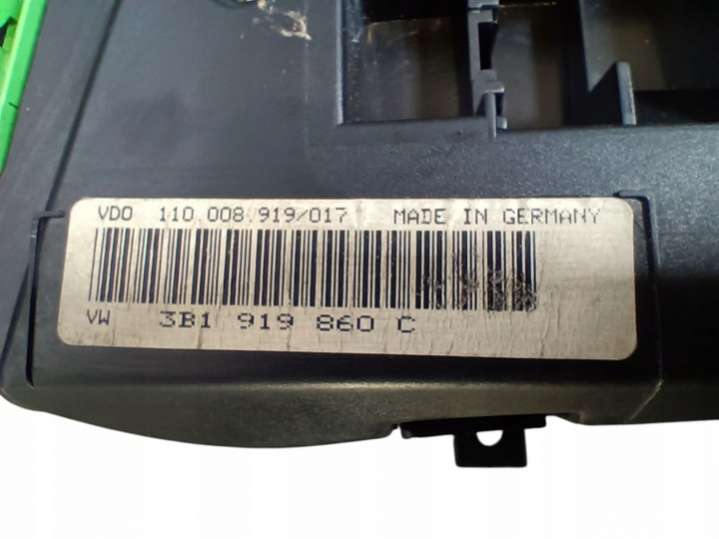 VDO 110.008.919/017 MADE IN GERMANY
VW 3B1 919 860 C